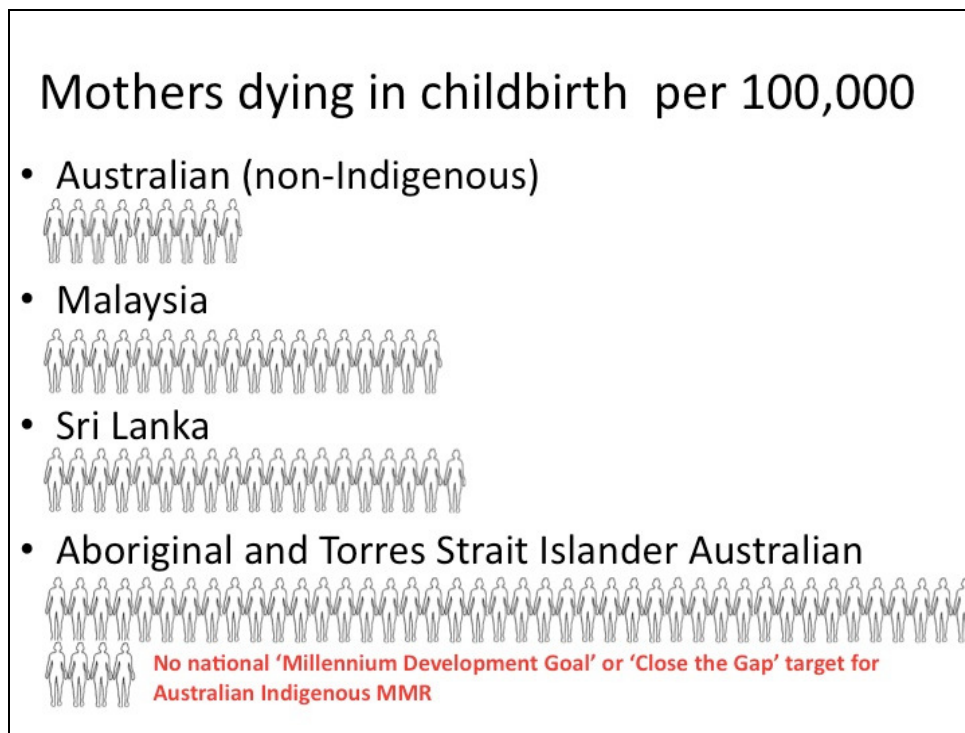 Mothers dying in childbirth per 100,000
• Australian (non-Indigenous)
• Malaysia
• Sri Lanka
• Aboriginal and Torres Strait Islander Australian
No national ‘Millennium Development Goal’ or ‘Close the Gap’ target for
Australian Indigenous MMR